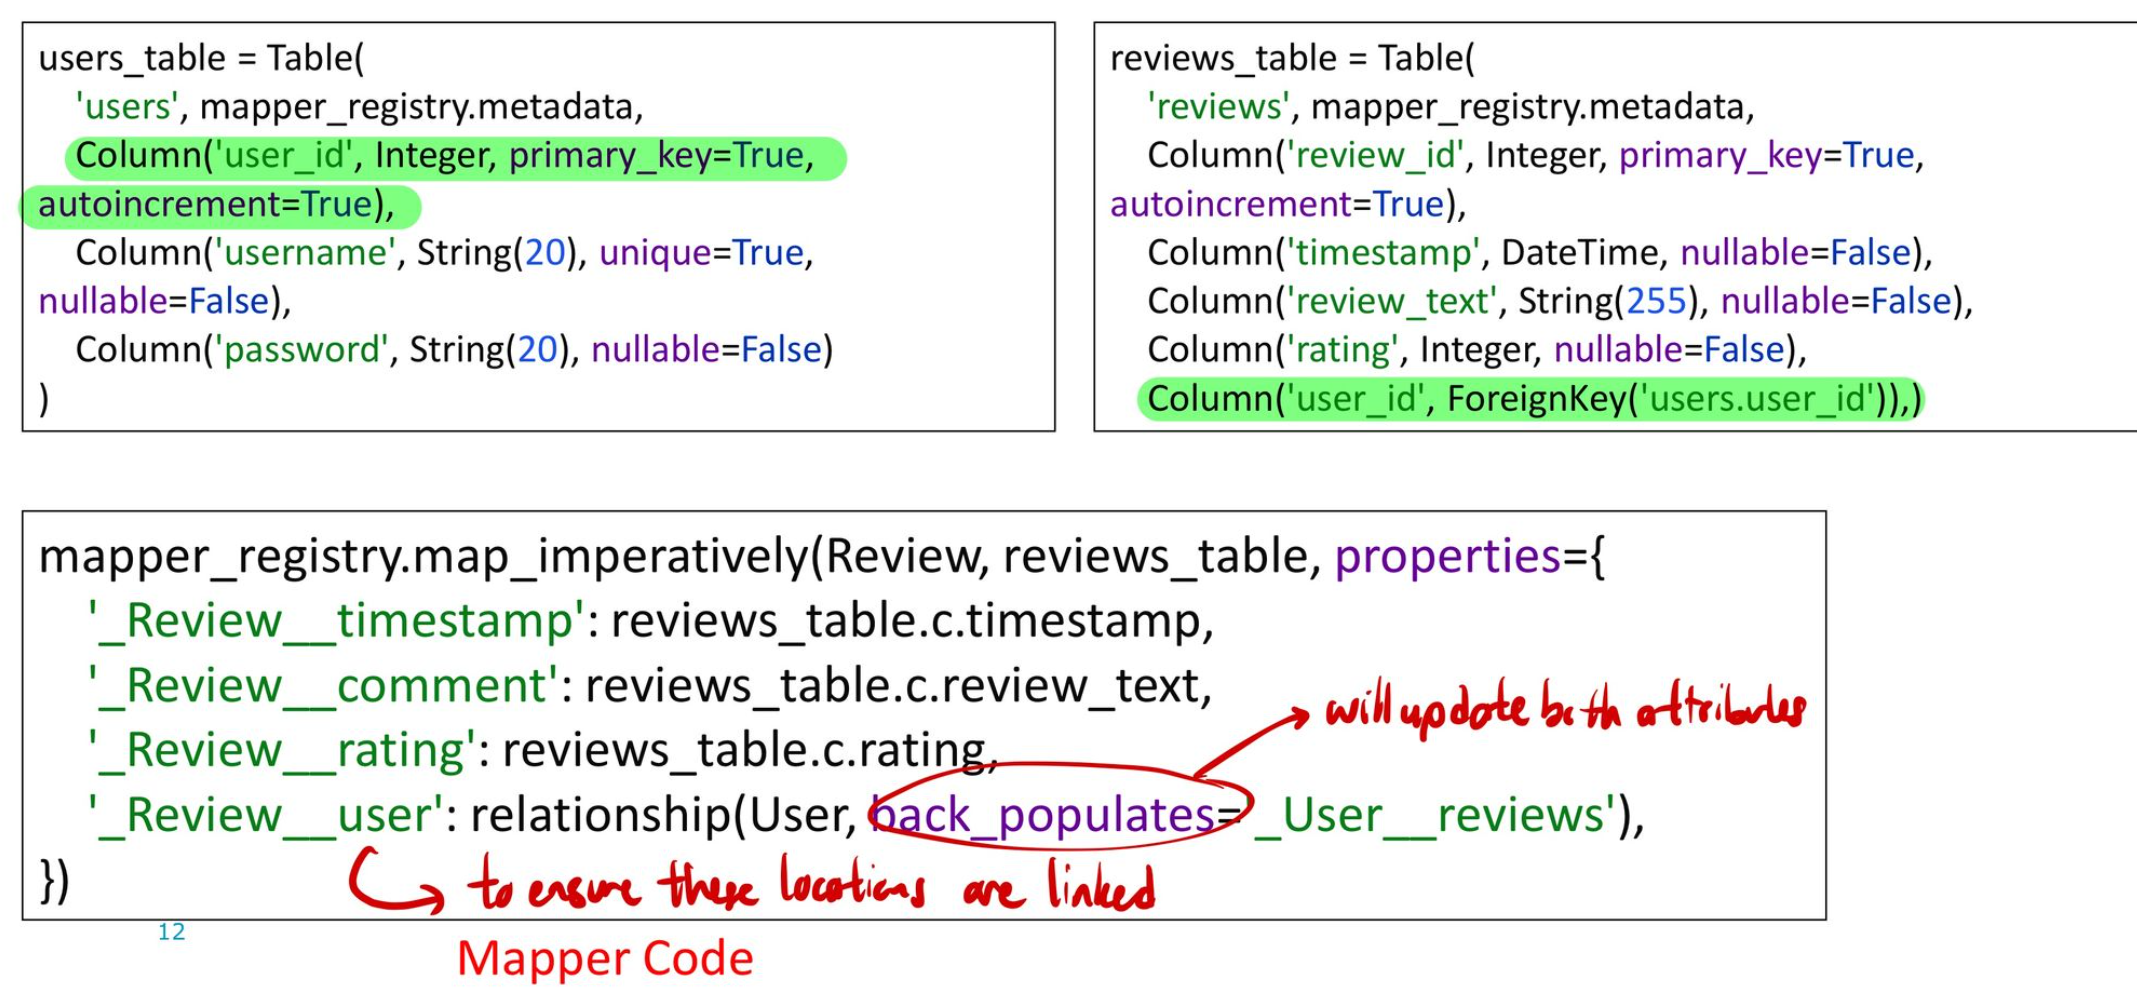 users_table = Table(
'users', mapper_registry.metadata,
Column('user_id', Integer, primary_key=True,
autoincrement=True),
Column('username', String(20), unique=True,
nullable=False),
Column('password', String(20), nullable=False)
)
reviews_table = Table(
'reviews', mapper_registry.metadata,
Column('review_id', Integer, primary_key=True,
autoincrement=True),
Column('timestamp', DateTime, nullable=False),
Column('review_text', String(255), nullable=False),
Column('rating', Integer, nullable=False),
Column('user_id', ForeignKey('users.user_id')),)
mapper_registry.map_imperatively(Review, reviews_table, properties={
'_Review__timestamp': reviews_table.c.timestamp,
'_Review__comment': reviews_table.c.review_text,
will update both attributes
'_Review__rating': reviews_table.c.rating,
'_Review__user': relationship(User, back_populates='_User__reviews'),
})
to ensure these locations are linked
12
Mapper Code